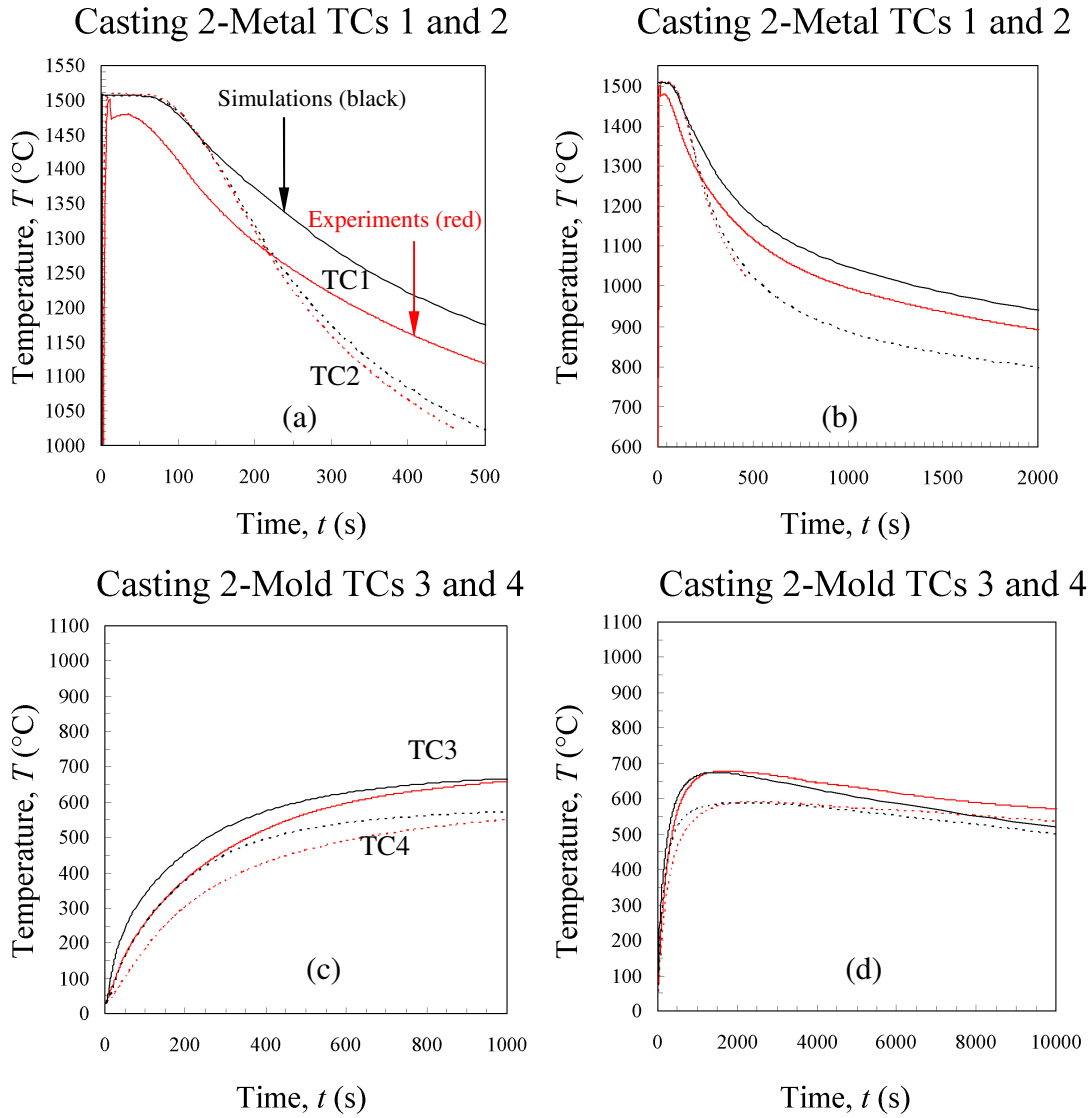 Casting 2-Metal TCs 1 and 2
1550
1500
1450
1400
1350
1300
1250
1200
1150
1100
1050
1000
Temperature, T (°C)
Simulations (black)
Experiments (red)
TC1
TC2
(a)
0 100 200 300 400 500
Time, t (s)
Casting 2-Metal TCs 1 and 2
1500
1400
1300
1200
1100
1000
900
800
700
600
Temperature, T (°C)
(b)
0 500 1000 1500 2000
Time, t (s)
Casting 2-Mold TCs 3 and 4
1100
1000
900
800
700
600
500
400
300
200
100
0
Temperature, T (°C)
TC3
TC4
(c)
0 200 400 600 800 1000
Time, t (s)
Casting 2-Mold TCs 3 and 4
1100
1000
900
800
700
600
500
400
300
200
100
0
Temperature, T (°C)
(d)
0 2000 4000 6000 8000 10000
Time, t (s)